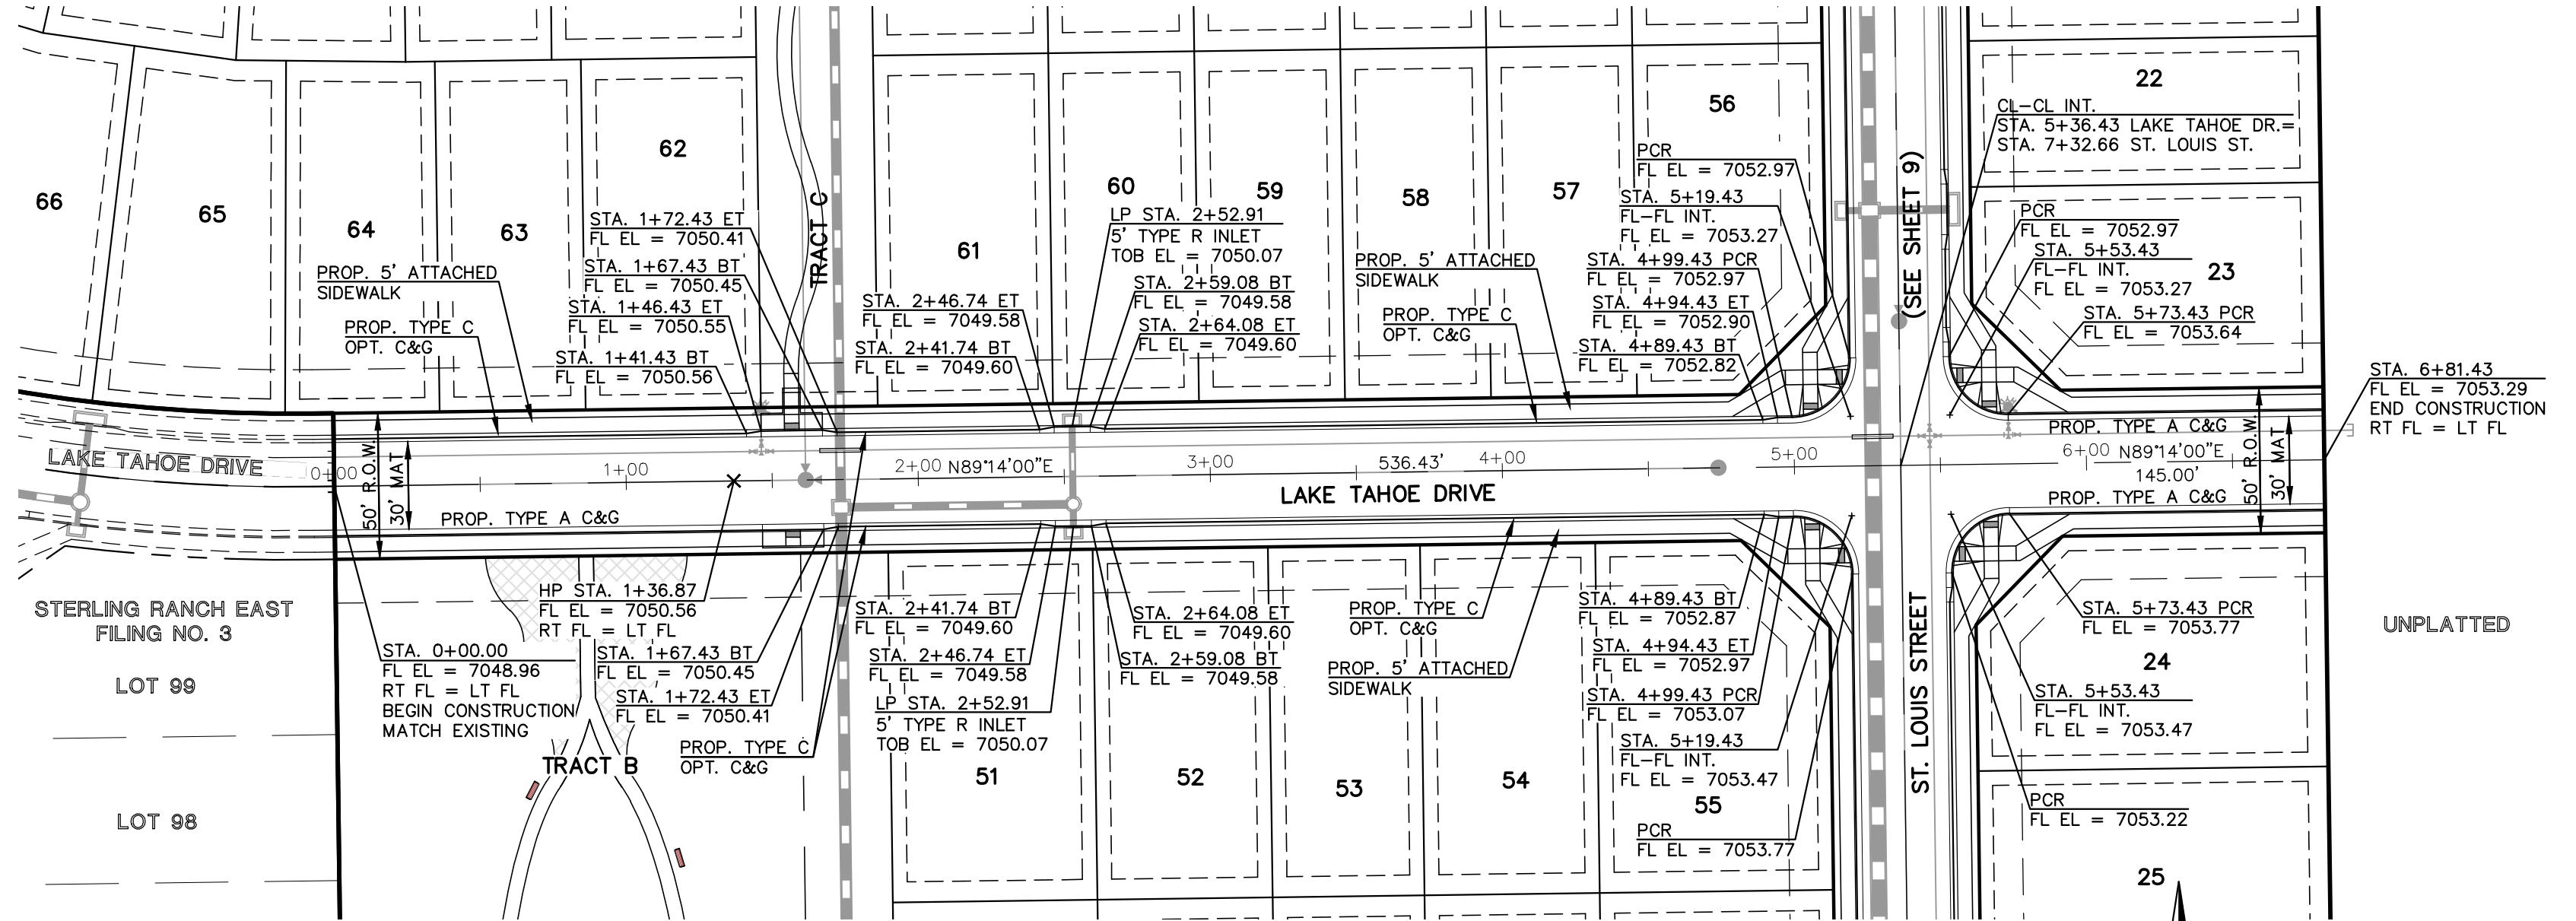 66
65
64
63
62
61
60
59
58
57
56
22
23
TRACT C
(SEE SHEET 9)
PROP. 5' ATTACHED
SIDEWALK
PROP. TYPE C
OPT. C&G
STA. 1+72.43 ET
FL EL = 7050.41
STA. 1+67.43 BT
FL EL = 7050.45
STA. 1+46.43 ET
FL EL = 7050.55
STA. 1+41.43 BT
FL EL = 7050.56
STA. 2+46.74 ET
FL EL = 7049.58
STA. 2+41.74 BT
FL EL = 7049.60
LP STA. 2+52.91
5' TYPE R INLET
TOB EL = 7050.07
STA. 2+59.08 BT
FL EL = 7049.58
STA. 2+64.08 ET
FL EL = 7049.60
PROP. 5' ATTACHED
SIDEWALK
PROP. TYPE C
OPT. C&G
PCR
FL EL = 7052.97
STA. 5+19.43
FL-FL INT.
FL EL = 7053.27
STA. 4+99.43 PCR
FL EL = 7052.97
STA. 4+94.43 ET
FL EL = 7052.90
STA. 4+89.43 BT
FL EL = 7052.82
CL-CL INT.
STA. 5+36.43 LAKE TAHOE DR.=
STA. 7+32.66 ST. LOUIS ST.
PCR
FL EL = 7052.97
STA. 5+53.43
FL-FL INT.
FL EL = 7053.27
STA. 5+73.43 PCR
FL EL = 7053.64
STA. 6+81.43
FL EL = 7053.29
END CONSTRUCTION
RT FL = LT FL
LAKE TAHOE DRIVE
0+00
50' R.O.W.
30' MAT
1+00
2+00
N89°14'00"E
3+00
536.43'
4+00
5+00
6+00
N89°14'00"E
145.00'
LAKE TAHOE DRIVE
PROP. TYPE A C&G
PROP. TYPE A C&G
PROP. TYPE A C&G
50' R.O.W.
30' MAT
STERLING RANCH EAST
FILING NO. 3
LOT 99
LOT 98
STA. 0+00.00
FL EL = 7048.96
RT FL = LT FL
BEGIN CONSTRUCTION
MATCH EXISTING
HP STA. 1+36.87
FL EL = 7050.56
RT FL = LT FL
STA. 1+67.43 BT
FL EL = 7050.45
STA. 1+72.43 ET
FL EL = 7050.41
PROP. TYPE C
OPT. C&G
TRACT B
STA. 2+41.74 BT
FL EL = 7049.60
STA. 2+46.74 ET
FL EL = 7049.58
LP STA. 2+52.91
5' TYPE R INLET
TOB EL = 7050.07
STA. 2+64.08 ET
FL EL = 7049.60
STA. 2+59.08 BT
FL EL = 7049.58
PROP. TYPE C
OPT. C&G
PROP. 5' ATTACHED
SIDEWALK
STA. 4+89.43 BT
FL EL = 7052.87
STA. 4+94.43 ET
FL EL = 7052.97
STA. 4+99.43 PCR
FL EL = 7053.07
STA. 5+19.43
FL-FL INT.
FL EL = 7053.47
PCR
FL EL = 7053.77
51
52
53
54
55
ST. LOUIS STREET
STA. 5+73.43 PCR
FL EL = 7053.77
24
STA. 5+53.43
FL-FL INT.
FL EL = 7053.47
PCR
FL EL = 7053.22
25
UNPLATTED